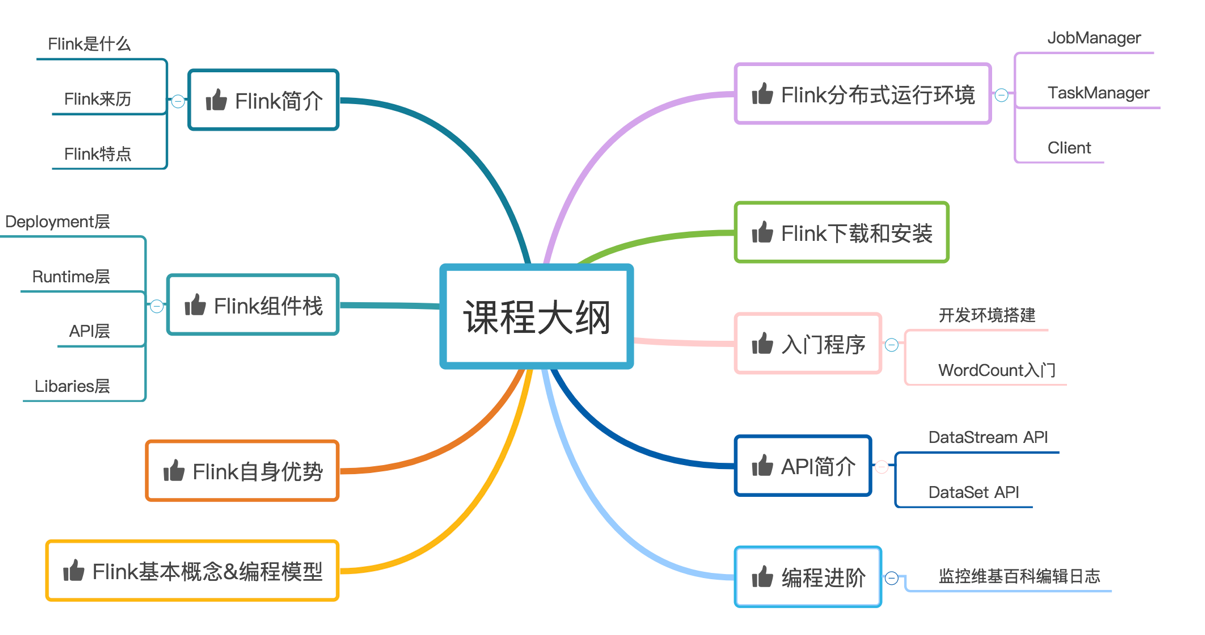 课程大纲
Flink简介
Flink是什么
Flink来历
Flink特点
Flink组件栈
Deployment层
Runtime层
API层
Libaries层
Flink自身优势
Flink基本概念&编程模型
Flink分布式运行环境
JobManager
TaskManager
Client
Flink下载和安装
入门程序
开发环境搭建
WordCount入门
API简介
DataStream API
DataSet API
编程进阶
监控维基百科编辑日志